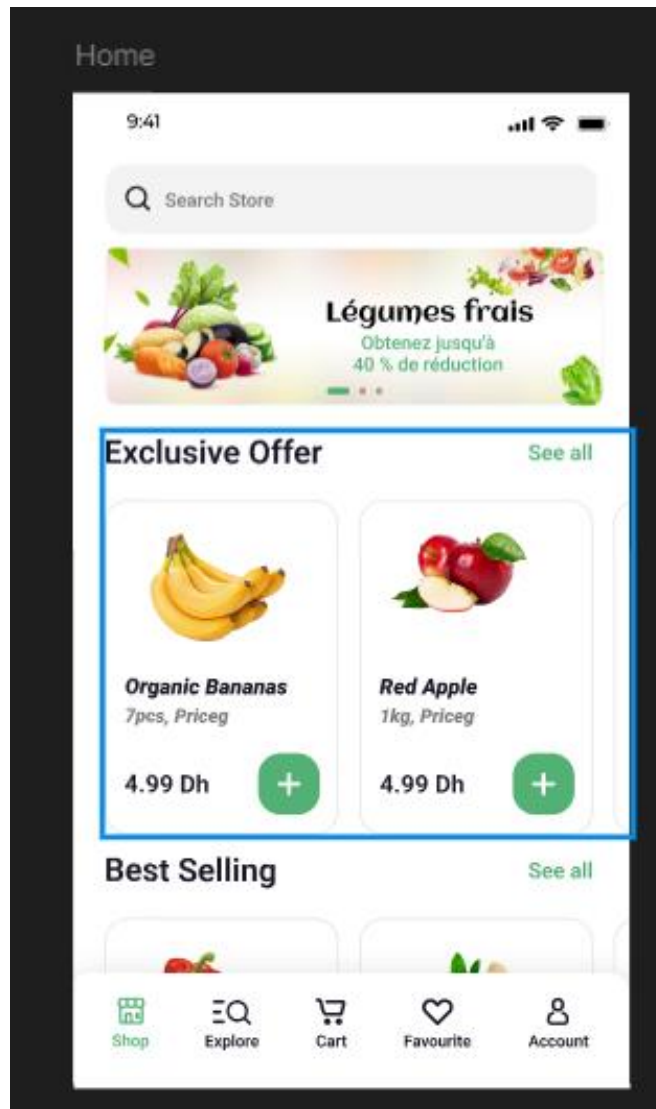 Home
9:41
Search Store
Légumes frais
Obtenez jusqu'à
40 % de réduction
Exclusive Offer See all
Organic Bananas
7pcs, Priceg
4.99 Dh +
Red Apple
1kg, Priceg
4.99 Dh +
Best Selling See all
Shop Explore Cart Favourite Account